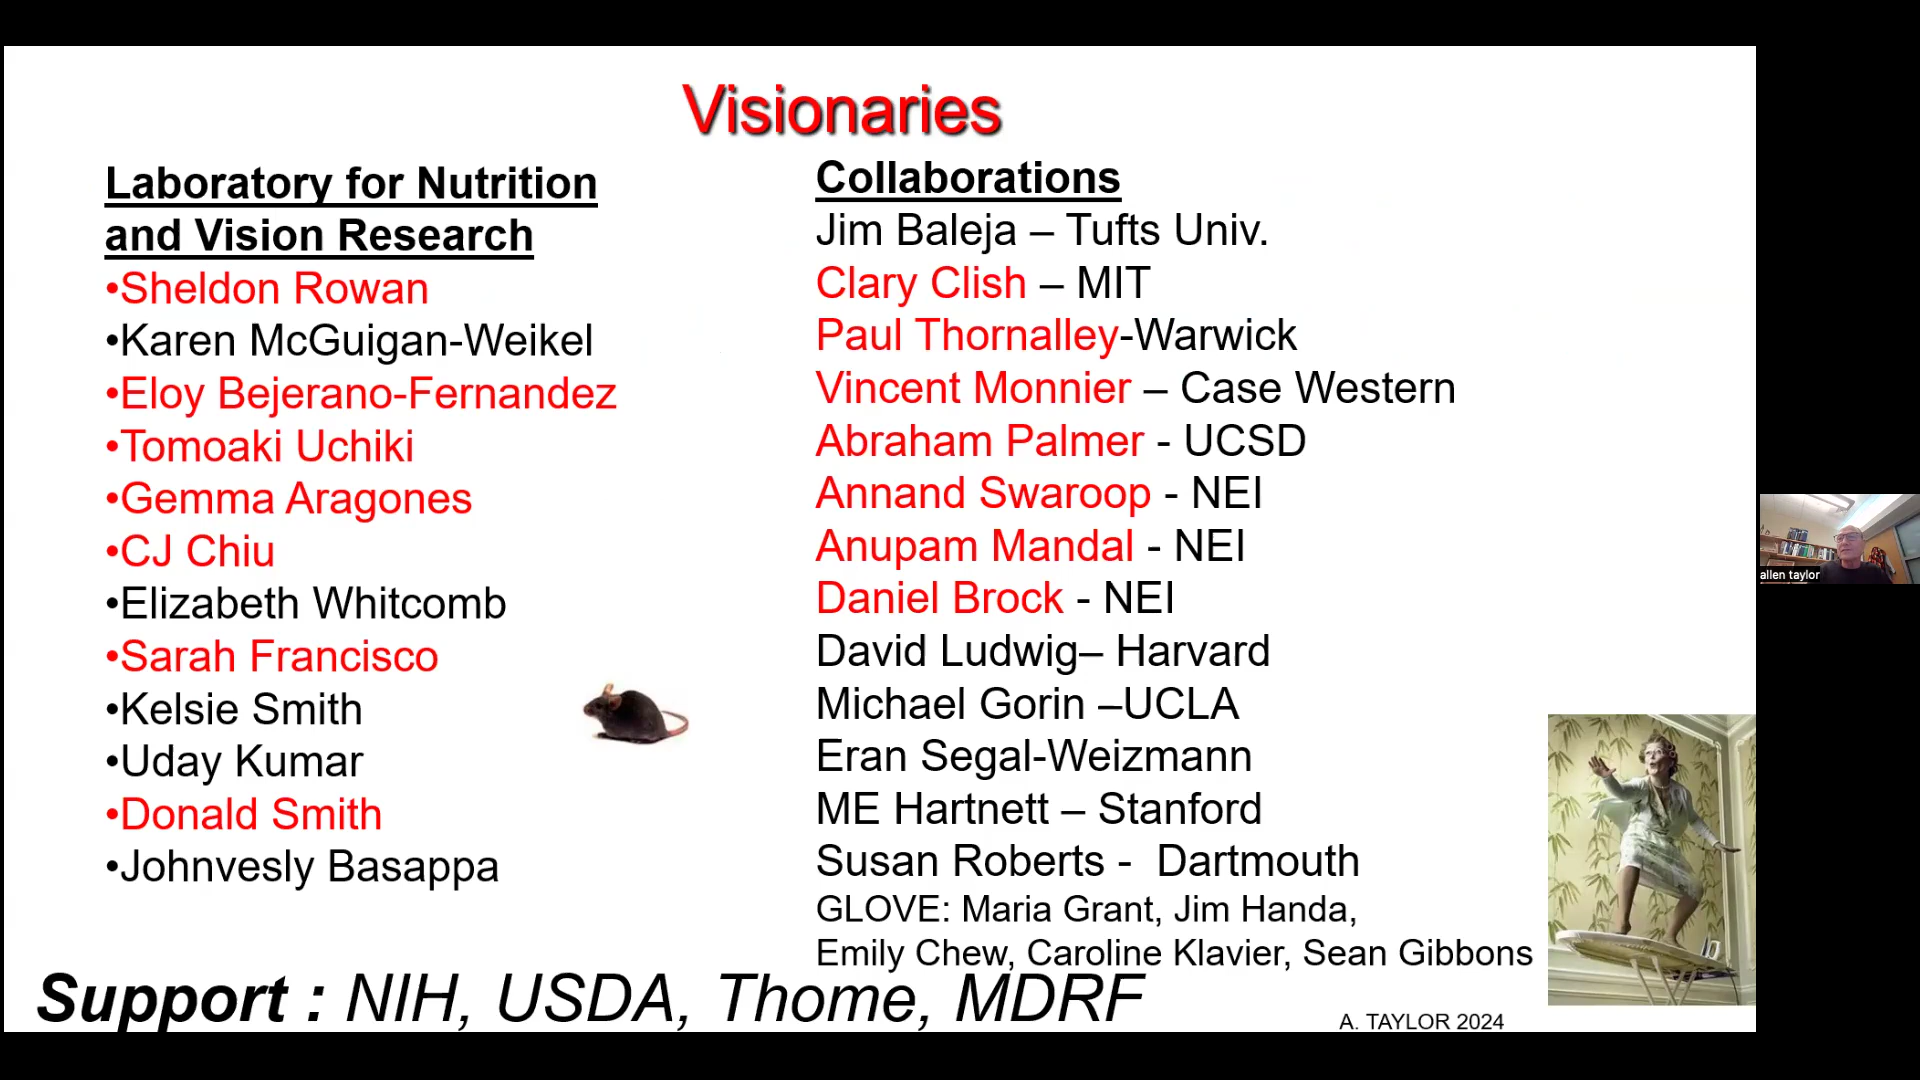 Visionaries
Laboratory for Nutrition
and Vision Research
•Sheldon Rowan
•Karen McGuigan-Weikel
•Eloy Bejerano-Fernandez
•Tomoaki Uchiki
•Gemma Aragones
•CJ Chiu
•Elizabeth Whitcomb
•Sarah Francisco
•Kelsie Smith
•Uday Kumar
•Donald Smith
•Johnvesly Basappa
Collaborations
Jim Baleja – Tufts Univ.
Clary Clish – MIT
Paul Thornalley-Warwick
Vincent Monnier – Case Western
Abraham Palmer - UCSD
Annand Swaroop - NEI
Anupam Mandal - NEI
Daniel Brock - NEI
David Ludwig– Harvard
Michael Gorin –UCLA
Eran Segal-Weizmann
ME Hartnett – Stanford
Susan Roberts - Dartmouth
GLOVE: Maria Grant, Jim Handa,
Emily Chew, Caroline Klavier, Sean Gibbons
Support : NIH, USDA, Thome, MDRF
A. TAYLOR 2024
allen taylor